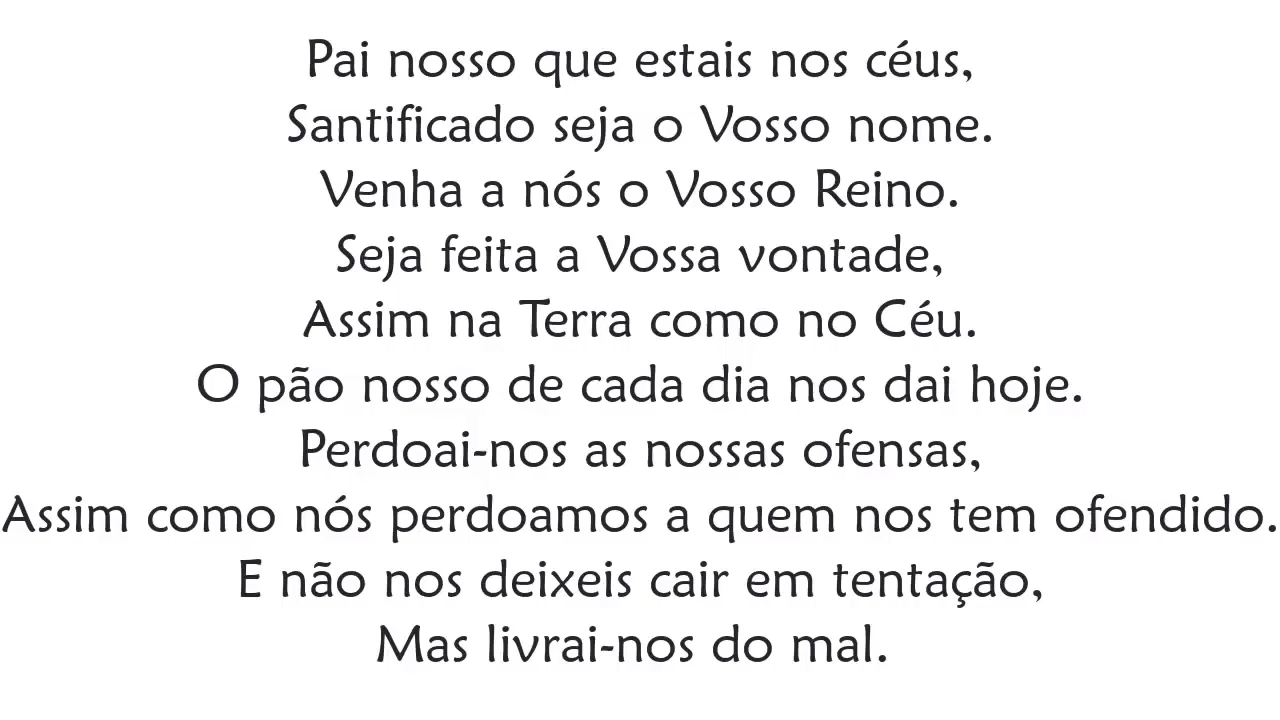 Pai nosso que estais nos céus,
Santificado seja o Vosso nome.
Venha a nós o Vosso Reino.
Seja feita a Vossa vontade,
Assim na Terra como no Céu.
O pão nosso de cada dia nos dai hoje.
Perdoai-nos as nossas ofensas,
Assim como nós perdoamos a quem nos tem ofendido.
E não nos deixeis cair em tentação,
Mas livrai-nos do mal.